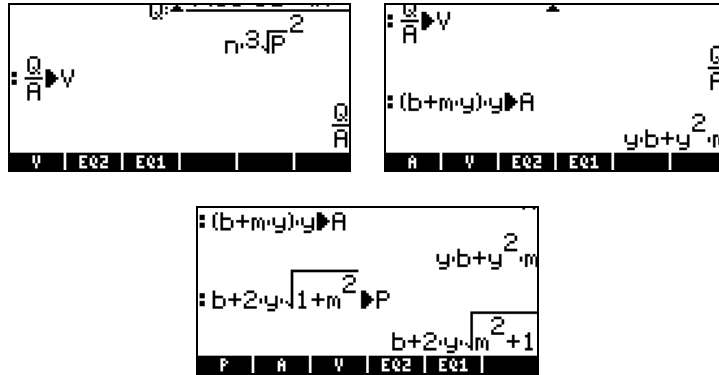 Q:
n·³√P²
:Q/A▶V
Q/A
V EQ2 EQ1
:Q/A▶V
Q/A
:(b+m·y)·y▶A
y·b+y²·m
A V EQ2 EQ1
:(b+m·y)·y▶A
y·b+y²·m
:b+2·y·√1+m²▶P
b+2·y·√m²+1
P A V EQ2 EQ1